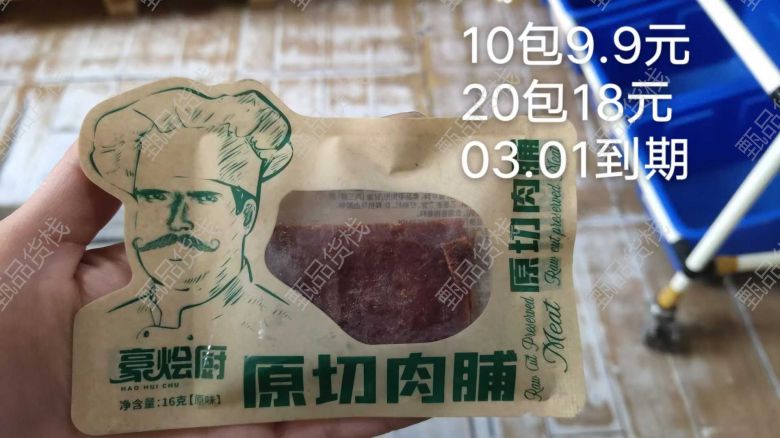 10包9.9元
20包18元
03.01到期
原切肉脯
Raw cut preserved Meat
Raw Cut Preserved
Meat
豪烩厨
HAO HUI CHU
净含量:16克【原味】
原切肉脯
甄品货栈